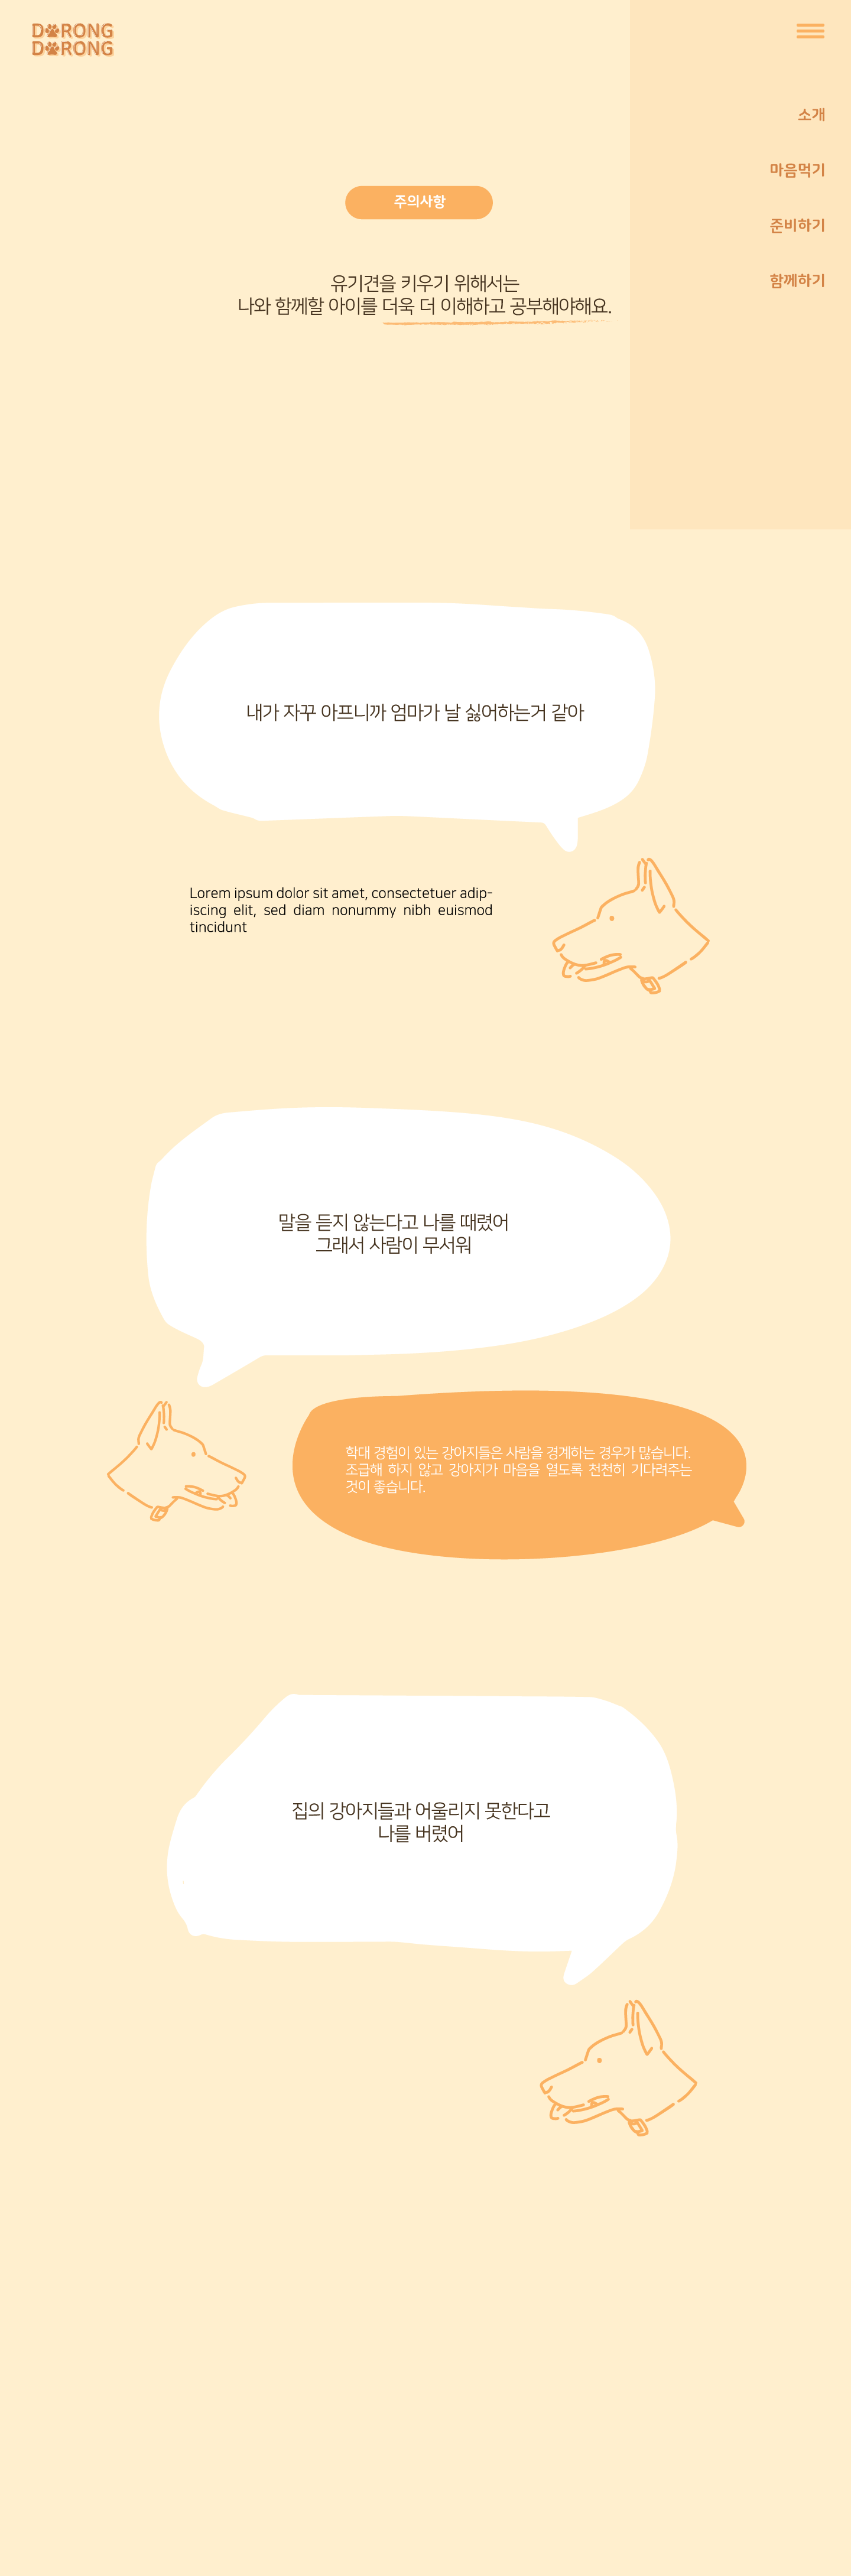 DORONG
DORONG
소개
마음먹기
준비하기
함께하기
주의사항
유기견을 키우기 위해서는
나와 함께할 아이를 더욱 더 이해하고 공부해야해요.
내가 자꾸 아프니까 엄마가 날 싫어하는거 같아
Lorem ipsum dolor sit amet, consectetuer adip-
iscing elit, sed diam nonummy nibh euismod
tincidunt
말을 듣지 않는다고 나를 때렸어
그래서 사람이 무서워
학대 경험이 있는 강아지들은 사람을 경계하는 경우가 많습니다.
조급해 하지 않고 강아지가 마음을 열도록 천천히 기다려주는
것이 좋습니다.
집의 강아지들과 어울리지 못한다고
나를 버렸어